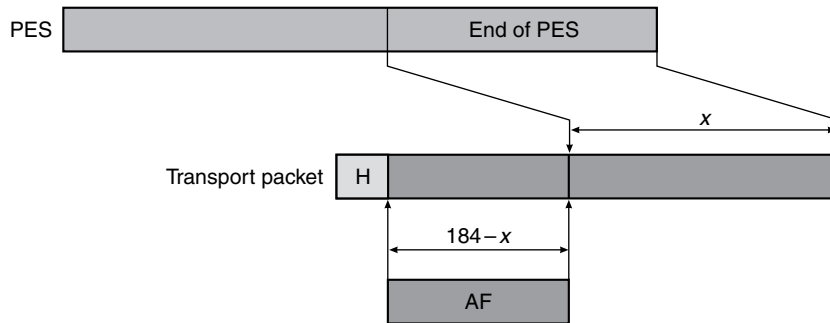 PES
End of PES
x
Transport packet
H
184–x
AF